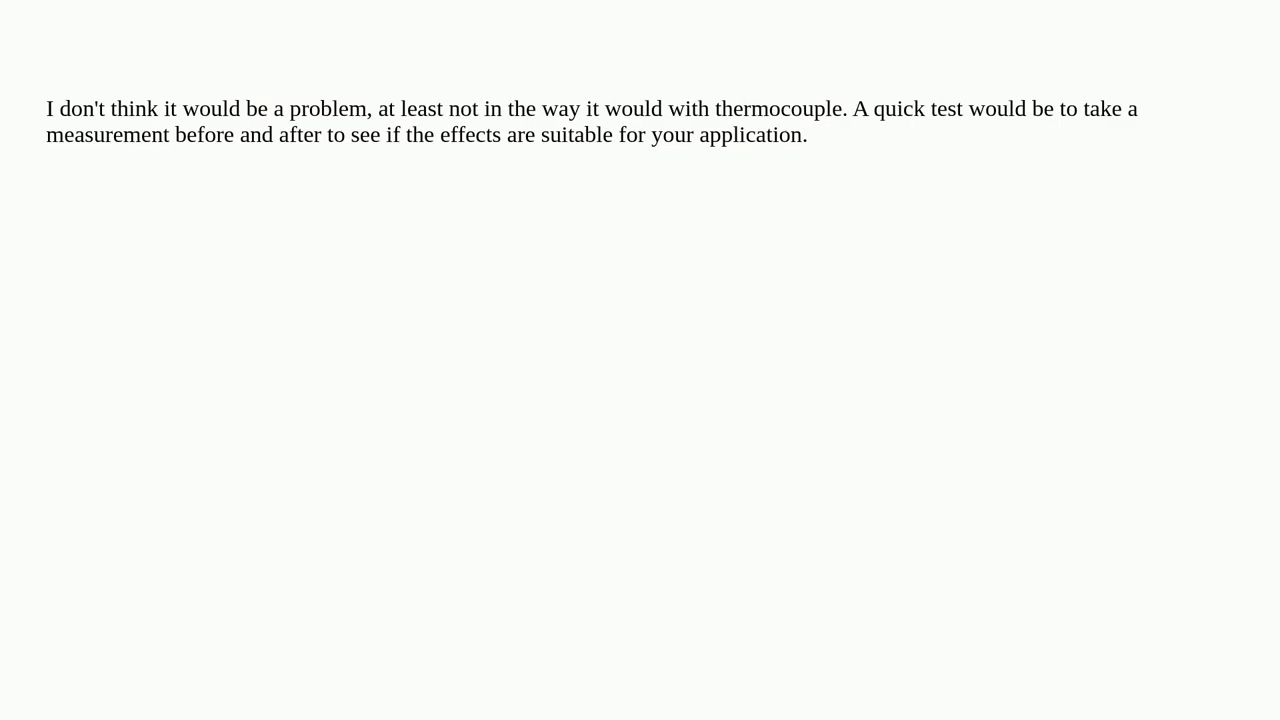 I don't think it would be a problem, at least not in the way it would with thermocouple. A quick test would be to take a
measurement before and after to see if the effects are suitable for your application.